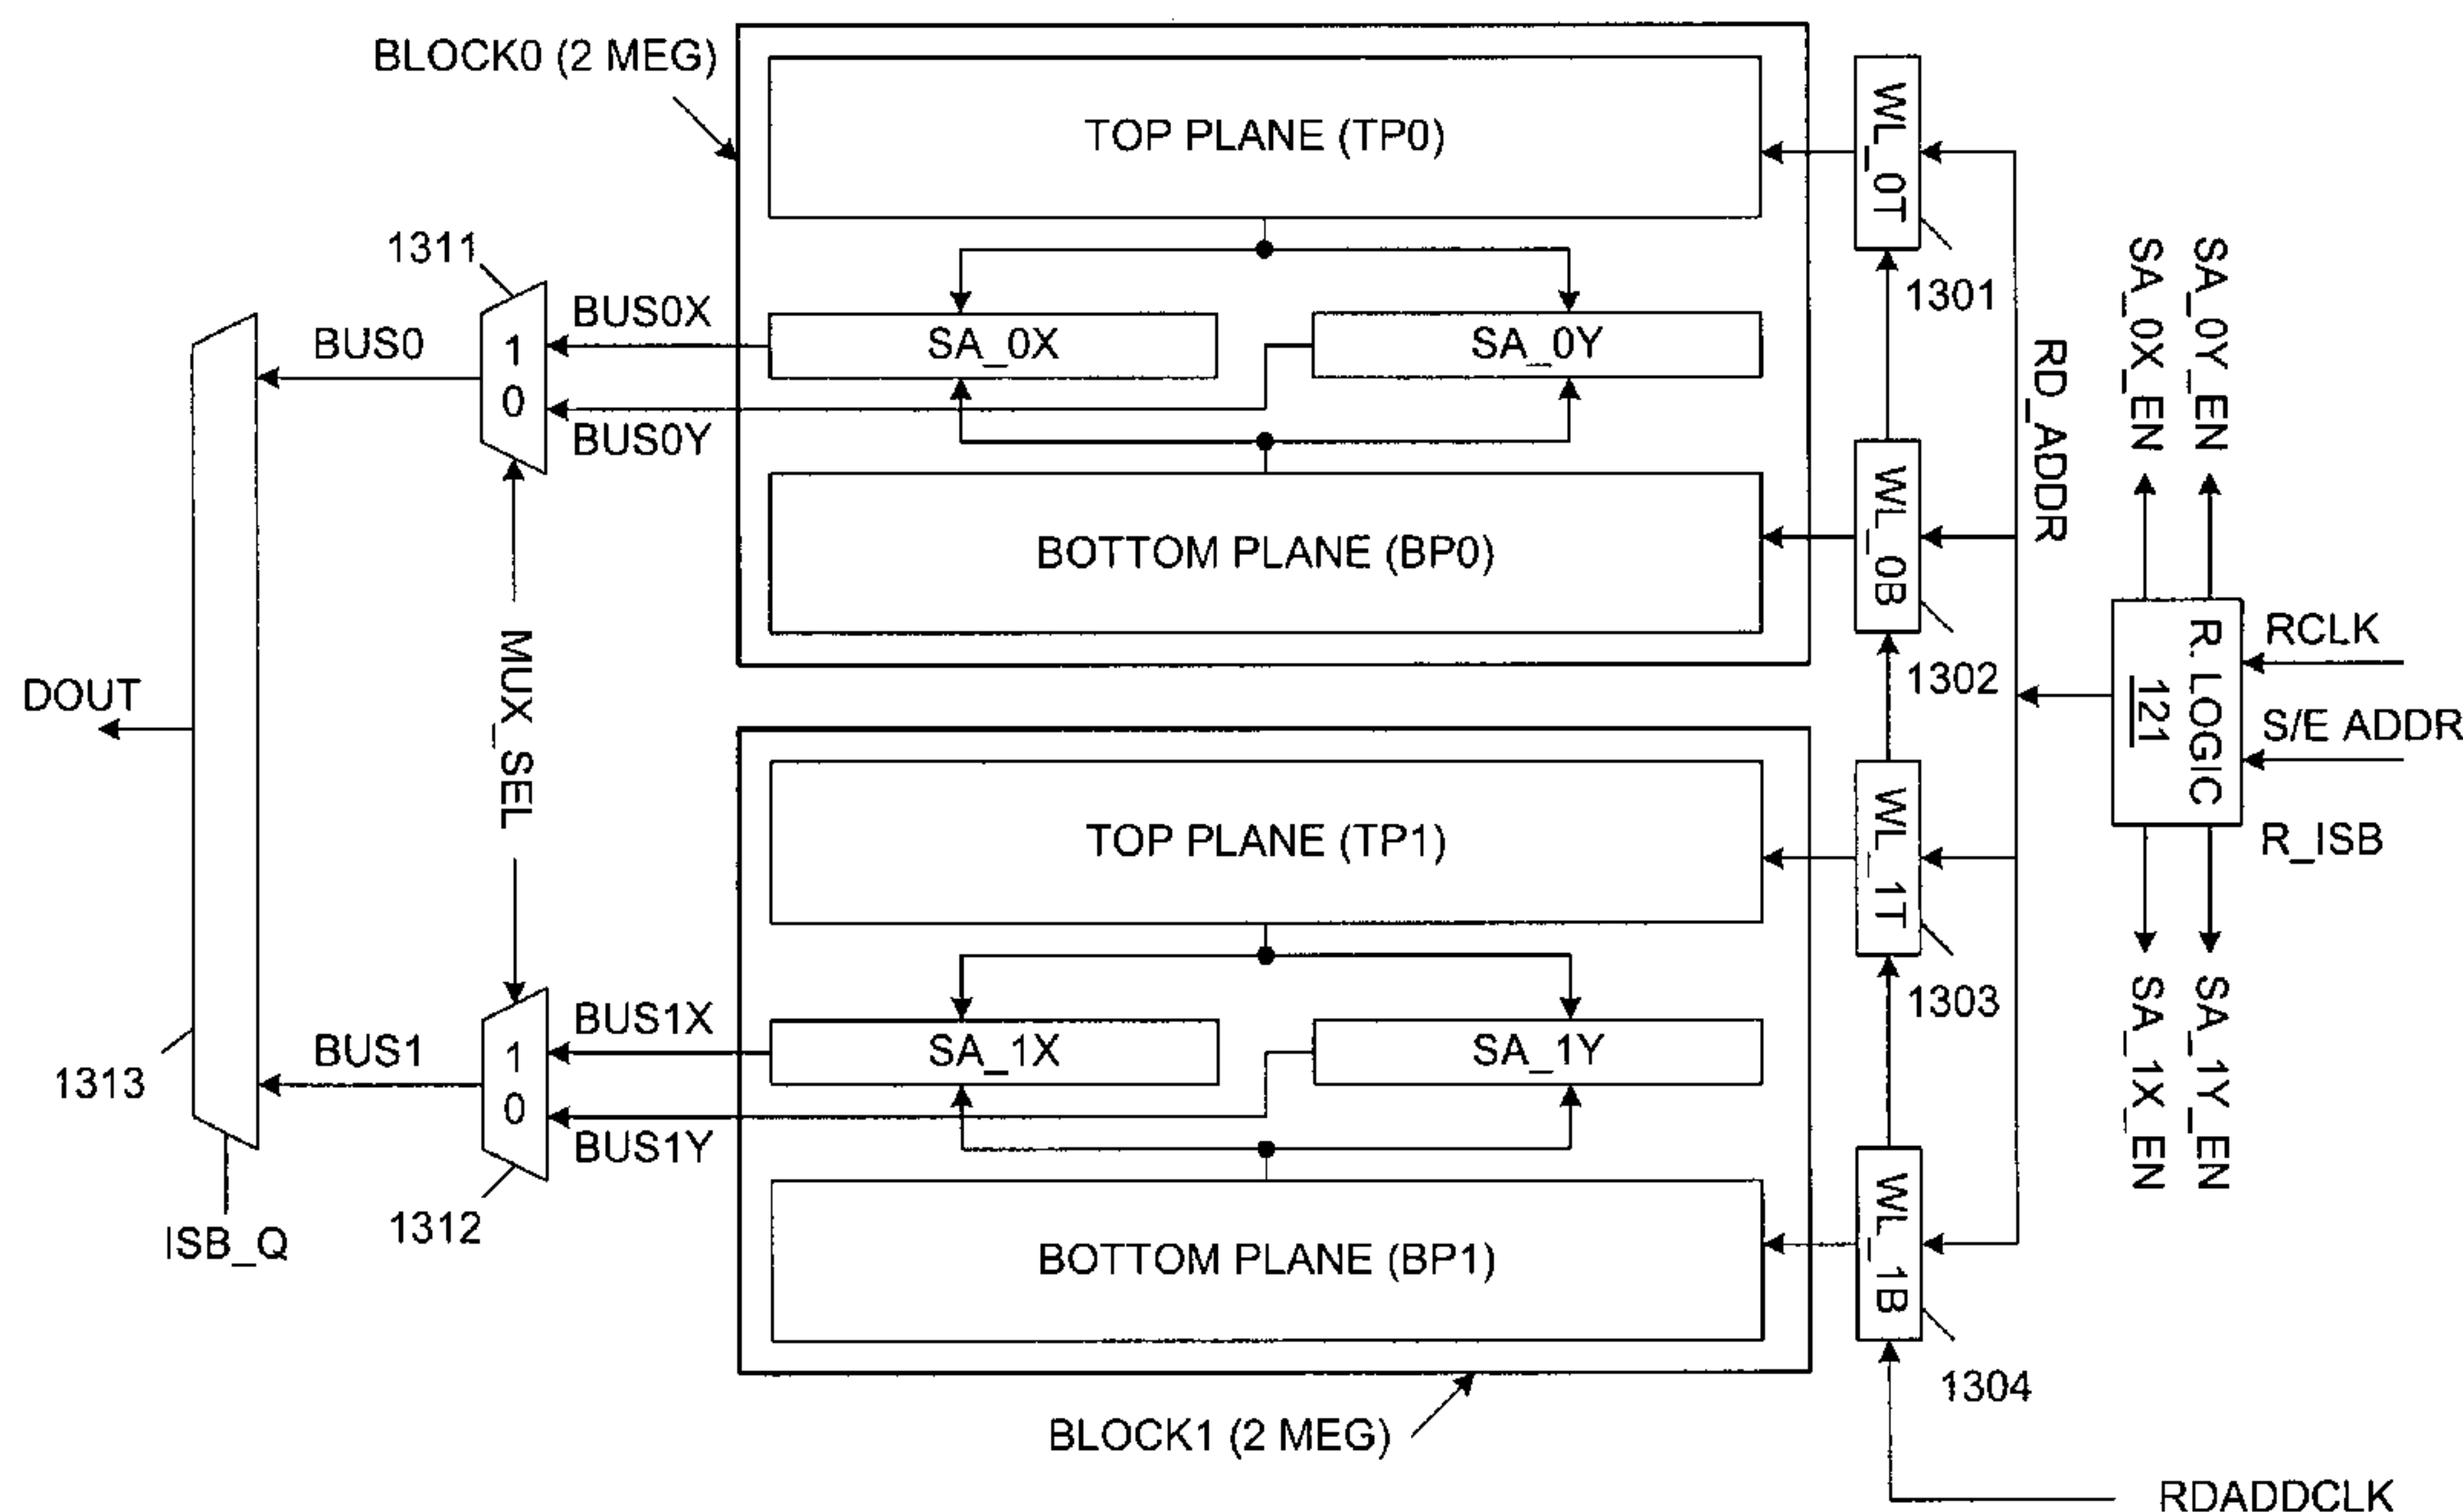 BLOCK0 (2 MEG)
TOP PLANE (TP0)
WL_0T
1301
1311
BUS0X
SA_0X
SA_0Y
BUS0
1
0
BUS0Y
BOTTOM PLANE (BP0)
WL_0B
1302
RD_ADDR
SA_0X_EN
SA_0Y_EN
R. LOGIC
121
RCLK
S/E ADDR
R_ISB
SA_1X_EN
SA_1Y_EN
DOUT
MUX_SEL
TOP PLANE (TP1)
WL_1T
1303
BUS1X
SA_1X
SA_1Y
BUS1
1
0
BUS1Y
1313
1312
ISB_Q
BOTTOM PLANE (BP1)
WL_1B
1304
BLOCK1 (2 MEG)
RDADDCLK